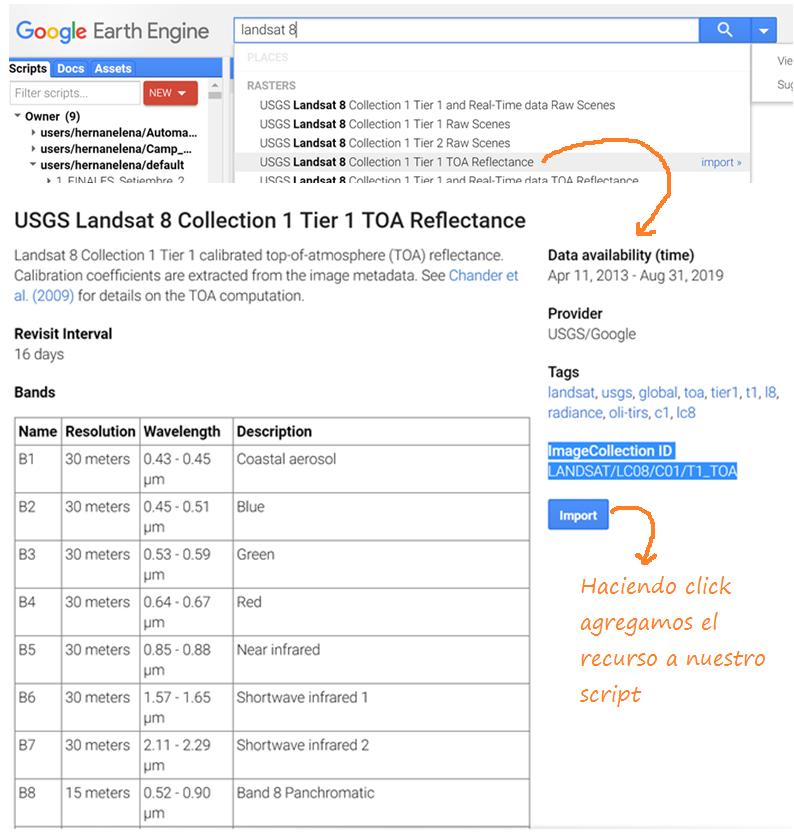 Google Earth Engine
landsat 8
Scripts Docs Assets
PLACES
Filter scripts...
NEW
RASTERS
Vie
Sug
Owner (9)
users/hernanelena/Automa...
users/hernanelena/Camp_...
users/hernanelena/default
1. FINALES_Setiembre_2
USGS Landsat 8 Collection 1 Tier 1 and Real-Time data Raw Scenes
USGS Landsat 8 Collection 1 Tier 1 Raw Scenes
USGS Landsat 8 Collection 1 Tier 2 Raw Scenes
USGS Landsat 8 Collection 1 Tier 1 TOA Reflectance import »
USGS Landsat 8 Collection 1 Tier 1 and Real-Time data TOA Reflectance
USGS Landsat 8 Collection 1 Tier 1 TOA Reflectance
Landsat 8 Collection 1 Tier 1 calibrated top-of-atmosphere (TOA) reflectance.
Calibration coefficients are extracted from the image metadata. See Chander et
al. (2009) for details on the TOA computation.
Revisit Interval
16 days
Bands
Name Resolution Wavelength Description
B1 30 meters 0.43 - 0.45 Coastal aerosol
µm
B2 30 meters 0.45 - 0.51 Blue
µm
B3 30 meters 0.53 - 0.59 Green
µm
B4 30 meters 0.64 - 0.67 Red
µm
B5 30 meters 0.85 - 0.88 Near infrared
µm
B6 30 meters 1.57 - 1.65 Shortwave infrared 1
µm
B7 30 meters 2.11 - 2.29 Shortwave infrared 2
µm
B8 15 meters 0.52 - 0.90 Band 8 Panchromatic
µm
Data availability (time)
Apr 11, 2013 - Aug 31, 2019
Provider
USGS/Google
Tags
landsat, usgs, global, toa, tier1, t1, l8,
radiance, oli-tirs, c1, lc8
ImageCollection ID
LANDSAT/LC08/C01/T1_TOA
Import
Haciendo click
agregamos el
recurso a nuestro
script